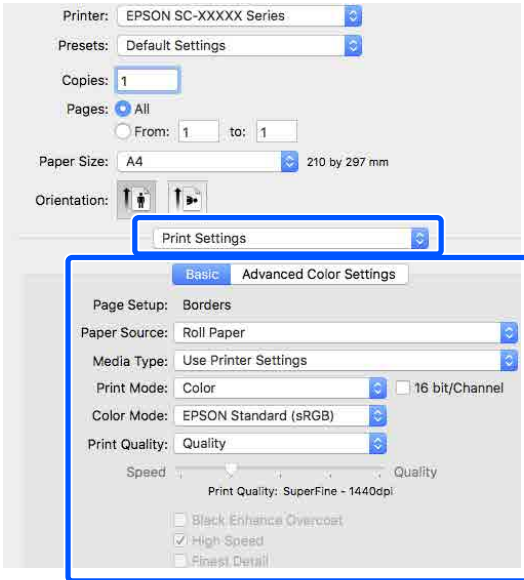 Printer: EPSON SC-XXXXX Series
Presets: Default Settings
Copies: 1
Pages: All
From: 1 to: 1
Paper Size: A4 210 by 297 mm
Orientation:
Print Settings
Basic Advanced Color Settings
Page Setup: Borders
Paper Source: Roll Paper
Media Type: Use Printer Settings
Print Mode: Color 16 bit/Channel
Color Mode: EPSON Standard (sRGB)
Print Quality: Quality
Speed Quality
Print Quality: SuperFine - 1440dpi
Black Enhance Overcoat
High Speed
Finest Detail